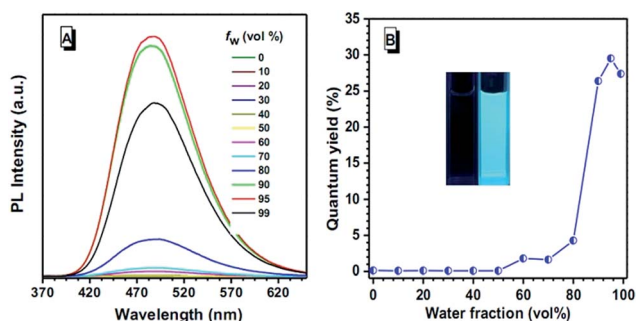 A
fw (vol %)
0
10
20
30
40
50
60
70
80
90
95
99
PL Intensity (a.u.)
370 420 470 520 570 620
Wavelength (nm)
B
35
30
25
20
15
10
5
0
Quantum yield (%)
0 20 40 60 80 100
Water fraction (vol%)